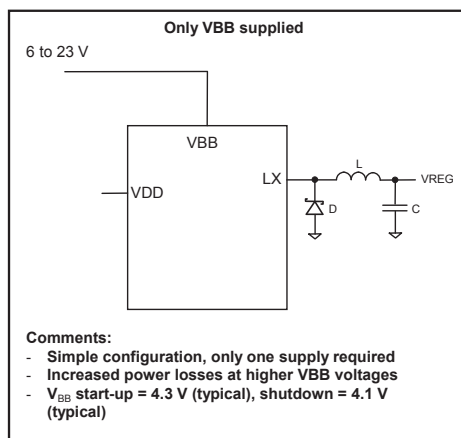 Only VBB supplied
6 to 23 V
VBB
L
LX
VREG
VDD
D
C
Comments:
- Simple configuration, only one supply required
- Increased power losses at higher VBB voltages
- VBB start-up = 4.3 V (typical), shutdown = 4.1 V
(typical)